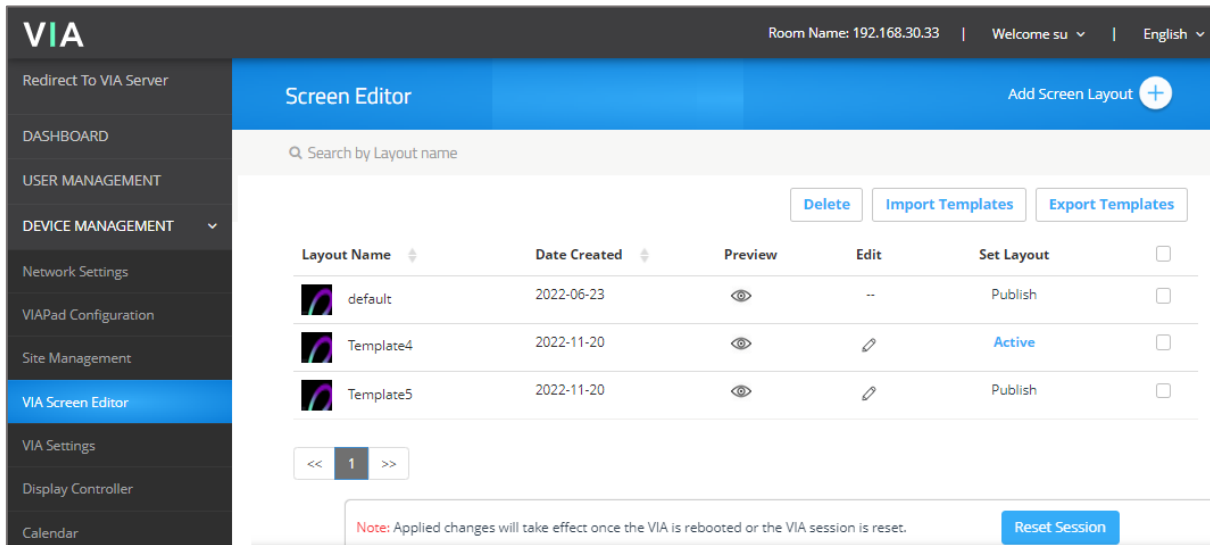 VIA
Room Name: 192.168.30.33 | Welcome su | English
Redirect To VIA Server
DASHBOARD
USER MANAGEMENT
DEVICE MANAGEMENT
Network Settings
VIAPad Configuration
Site Management
VIA Screen Editor
VIA Settings
Display Controller
Calendar
Screen Editor
Add Screen Layout
Search by Layout name
Delete Import Templates Export Templates
Layout Name Date Created Preview Edit Set Layout
default 2022-06-23 -- Publish
Template4 2022-11-20 Active
Template5 2022-11-20 Publish
<< 1 >>
Note: Applied changes will take effect once the VIA is rebooted or the VIA session is reset. Reset Session